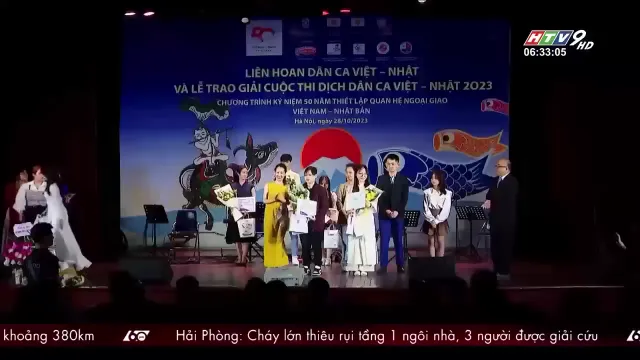 HTV9 HD
06:33:05
LIÊN HOAN DÂN CA VIỆT – NHẬT
VÀ LỄ TRAO GIẢI CUỘC THI DỊCH DÂN CA VIỆT – NHẬT 2023
CHƯƠNG TRÌNH KỶ NIỆM 50 NĂM THIẾT LẬP QUAN HỆ NGOẠI GIAO
VIỆT NAM – NHẬT BẢN
Hà Nội, ngày 28/10/2023
khoảng 380km
60
Hải Phòng: Cháy lớn thiêu rụi tầng 1 ngôi nhà, 3 người được giải cứu
60